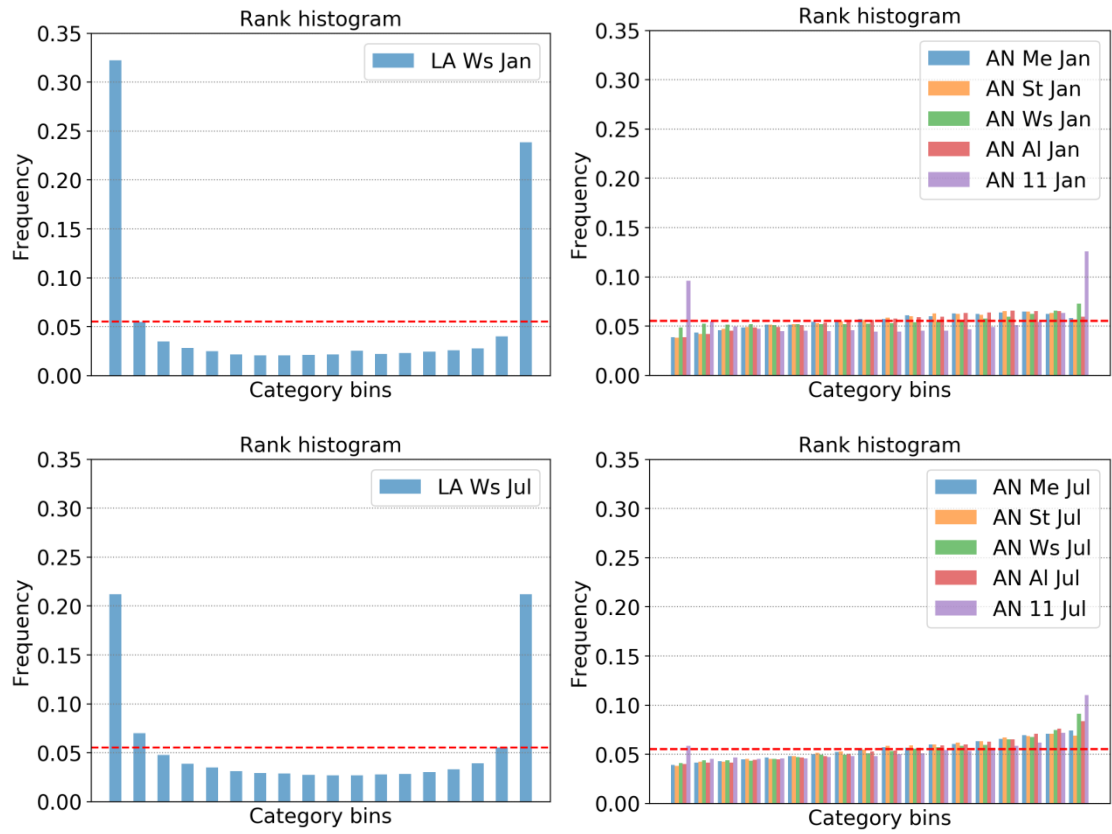 Rank histogram
0.35
0.30
0.25
0.20
0.15
0.10
0.05
0.00
Frequency
Category bins
LA Ws Jan
Rank histogram
0.35
0.30
0.25
0.20
0.15
0.10
0.05
0.00
Frequency
Category bins
AN Me Jan
AN St Jan
AN Ws Jan
AN Al Jan
AN 11 Jan
Rank histogram
0.35
0.30
0.25
0.20
0.15
0.10
0.05
0.00
Frequency
Category bins
LA Ws Jul
Rank histogram
0.35
0.30
0.25
0.20
0.15
0.10
0.05
0.00
Frequency
Category bins
AN Me Jul
AN St Jul
AN Ws Jul
AN Al Jul
AN 11 Jul